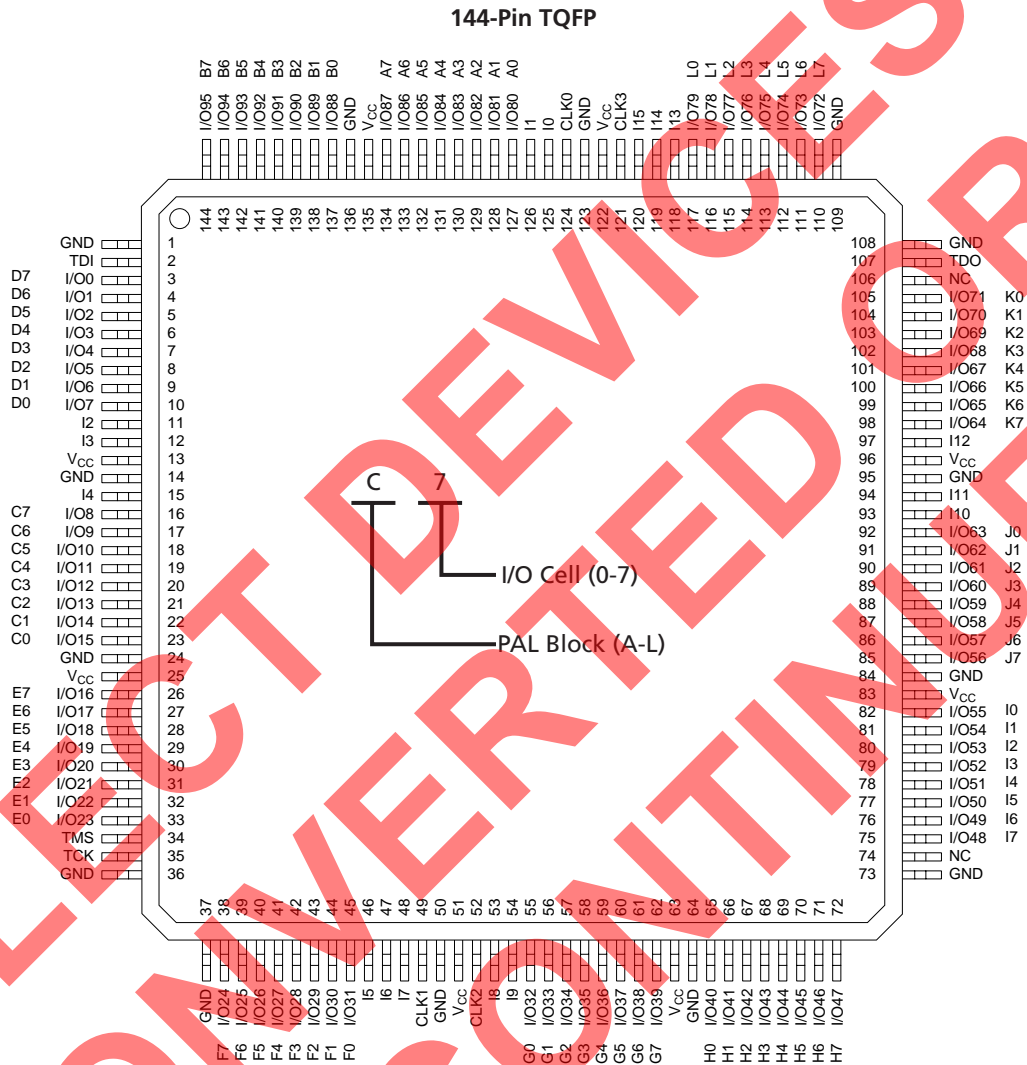 144-Pin TQFP
B7 B6 B5 B4 B3 B2 B1 B0 A7 A6 A5 A4 A3 A2 A1 A0 L0 L1 L2 L3 L4 L5 L6 L7
I/O95 I/O94 I/O93 I/O92 I/O91 I/O90 I/O89 I/O88 GND VCC I/O87 I/O86 I/O85 I/O84 I/O83 I/O82 I/O81 I/O80 I1 I0 CLK0 GND VCC CLK3 I15 I14 I13 I/O79 I/O78 I/O77 I/O76 I/O75 I/O74 I/O73 I/O72 GND
144 143 142 141 140 139 138 137 136 135 134 133 132 131 130 129 128 127 126 125 124 123 122 121 120 119 118 117 116 115 114 113 112 111 110 109
GND 1 108 GND
TDI 2 107 TDO
D7 I/O0 3 106 NC
D6 I/O1 4 105 I/O71 K0
D5 I/O2 5 104 I/O70 K1
D4 I/O3 6 103 I/O69 K2
D3 I/O4 7 102 I/O68 K3
D2 I/O5 8 101 I/O67 K4
D1 I/O6 9 100 I/O66 K5
D0 I/O7 10 99 I/O65 K6
I2 11 98 I/O64 K7
I3 12 97 I12
VCC 13 96 VCC
GND 14 95 GND
I4 15 94 I11
C7 I/O8 16 93 I10
C6 I/O9 17 92 I/O63 J0
C5 I/O10 18 91 I/O62 J1
C4 I/O11 19 90 I/O61 J2
C3 I/O12 20 89 I/O60 J3
C2 I/O13 21 88 I/O59 J4
C1 I/O14 22 87 I/O58 J5
C0 I/O15 23 86 I/O57 J6
GND 24 85 I/O56 J7
VCC 25 84 GND
E7 I/O16 26 83 VCC
E6 I/O17 27 82 I/O55 I0
E5 I/O18 28 81 I/O54 I1
E4 I/O19 29 80 I/O53 I2
E3 I/O20 30 79 I/O52 I3
E2 I/O21 31 78 I/O51 I4
E1 I/O22 32 77 I/O50 I5
E0 I/O23 33 76 I/O49 I6
TMS 34 75 I/O48 I7
TCK 35 74 NC
GND 36 73 GND
C 7
I/O Cell (0-7)
PAL Block (A-L)
37 38 39 40 41 42 43 44 45 46 47 48 49 50 51 52 53 54 55 56 57 58 59 60 61 62 63 64 65 66 67 68 69 70 71 72
GND I/O24 I/O25 I/O26 I/O27 I/O28 I/O29 I/O30 I/O31 I5 I6 I7 CLK1 GND VCC CLK2 I8 I9 I/O32 I/O33 I/O34 I/O35 I/O36 I/O37 I/O38 I/O39 VCC GND I/O40 I/O41 I/O42 I/O43 I/O44 I/O45 I/O46 I/O47
F7 F6 F5 F4 F3 F2 F1 F0 G0 G1 G2 G3 G4 G5 G6 G7 H0 H1 H2 H3 H4 H5 H6 H7
LECT DEVICES
ONVERTED OR
CONTINUE